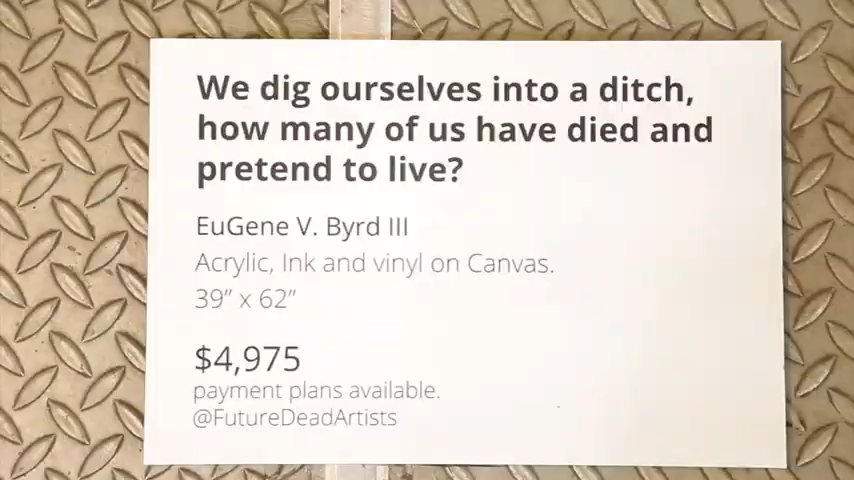 We dig ourselves into a ditch,
how many of us have died and
pretend to live?
EuGene V. Byrd III
Acrylic, Ink and vinyl on Canvas.
39” x 62”
$4,975
payment plans available.
@FutureDeadArtists